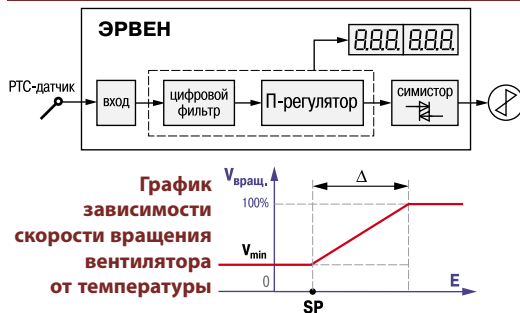 ЭРВЕН
8.8.8. 8.8.8.
РТС-датчик
вход
цифровой
фильтр
П-регулятор
симистор
График
зависимости
скорости вращения
вентилятора
от температуры
Vвращ.
Δ
100%
Vmin
0
E
SP